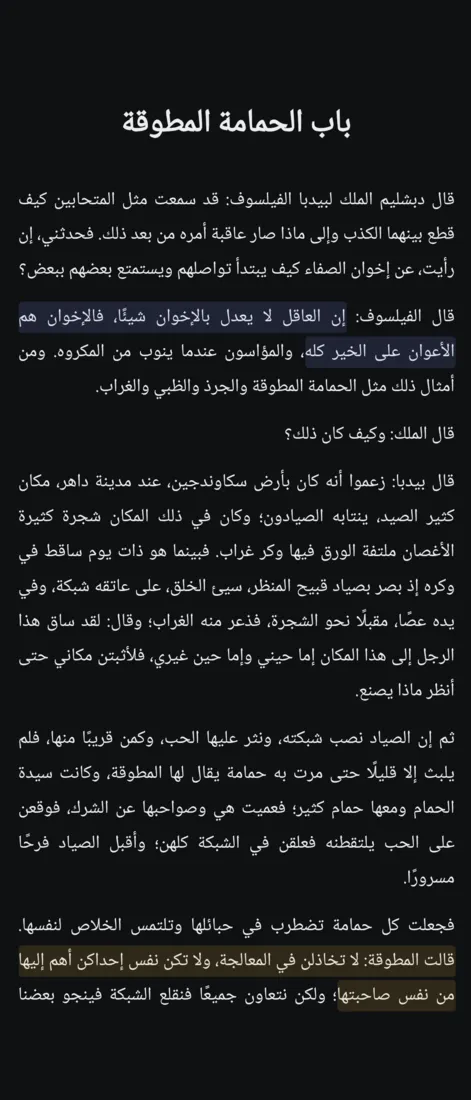 باب الحمامة المطوقة
قال دبشليم الملك لبيدبا الفيلسوف: قد سمعت مثل المتحابين كيف
قطع بينهما الكذب وإلى ماذا صار عاقبة أمره من بعد ذلك. فحدثني، إن
رأيت، عن إخوان الصفاء كيف يبتدأ تواصلهم ويستمتع بعضهم ببعض؟
قال الفيلسوف: إن العاقل لا يعدل بالإخوان شيئًا، فالإخوان هم
الأعوان على الخير كله، والمؤاسون عندما ينوب من المكروه. ومن
أمثال ذلك مثل الحمامة المطوقة والجرذ والظبي والغراب.
قال الملك: وكيف كان ذلك؟
قال بيدبا: زعموا أنه كان بأرض سكاوندجين، عند مدينة داهر، مكان
كثير الصيد، ينتابه الصيادون؛ وكان في ذلك المكان شجرة كثيرة
الأغصان ملتفة الورق فيها وكر غراب. فبينما هو ذات يوم ساقط في
وكره إذ بصر بصياد قبيح المنظر، سيئ الخلق، على عاتقه شبكة، وفي
يده عصًا، مقبلًا نحو الشجرة، فذعر منه الغراب؛ وقال: لقد ساق هذا
الرجل إلى هذا المكان إما حيني وإما حين غيري، فلأثبتن مكاني حتى
أنظر ماذا يصنع.
ثم إن الصياد نصب شبكته، ونثر عليها الحب، وكمن قريبًا منها، فلم
يلبث إلا قليلًا حتى مرت به حمامة يقال لها المطوقة، وكانت سيدة
الحمام ومعها حمام كثير؛ فعميت هي وصواحبها عن الشرك، فوقعن
على الحب يلتقطنه فعلقن في الشبكة كلهن؛ وأقبل الصياد فرحًا
مسرورًا.
فجعلت كل حمامة تضطرب في حبائلها وتلتمس الخلاص لنفسها.
قالت المطوقة: لا تخاذلن في المعالجة، ولا تكن نفس إحداكن أهم إليها
من نفس صاحبتها؛ ولكن نتعاون جميعًا فنقلع الشبكة فينجو بعضنا